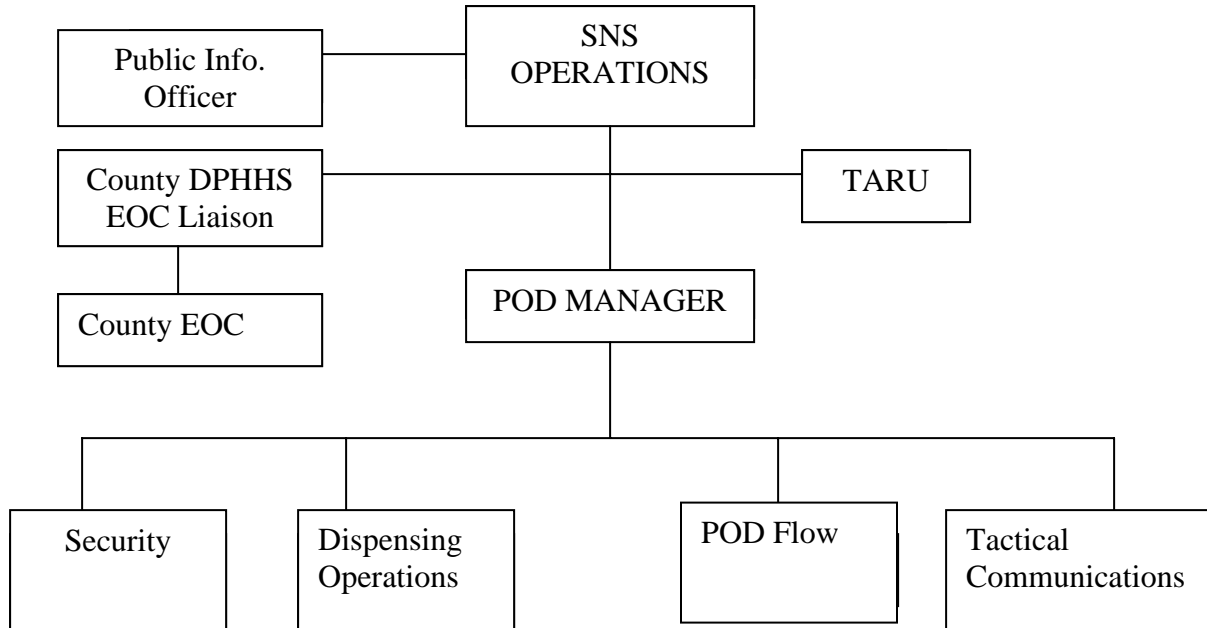 SNS
OPERATIONS
Public Info.
Officer
County DPHHS
EOC Liaison
TARU
County EOC
POD MANAGER
Security
Dispensing
Operations
POD Flow
Tactical
Communications